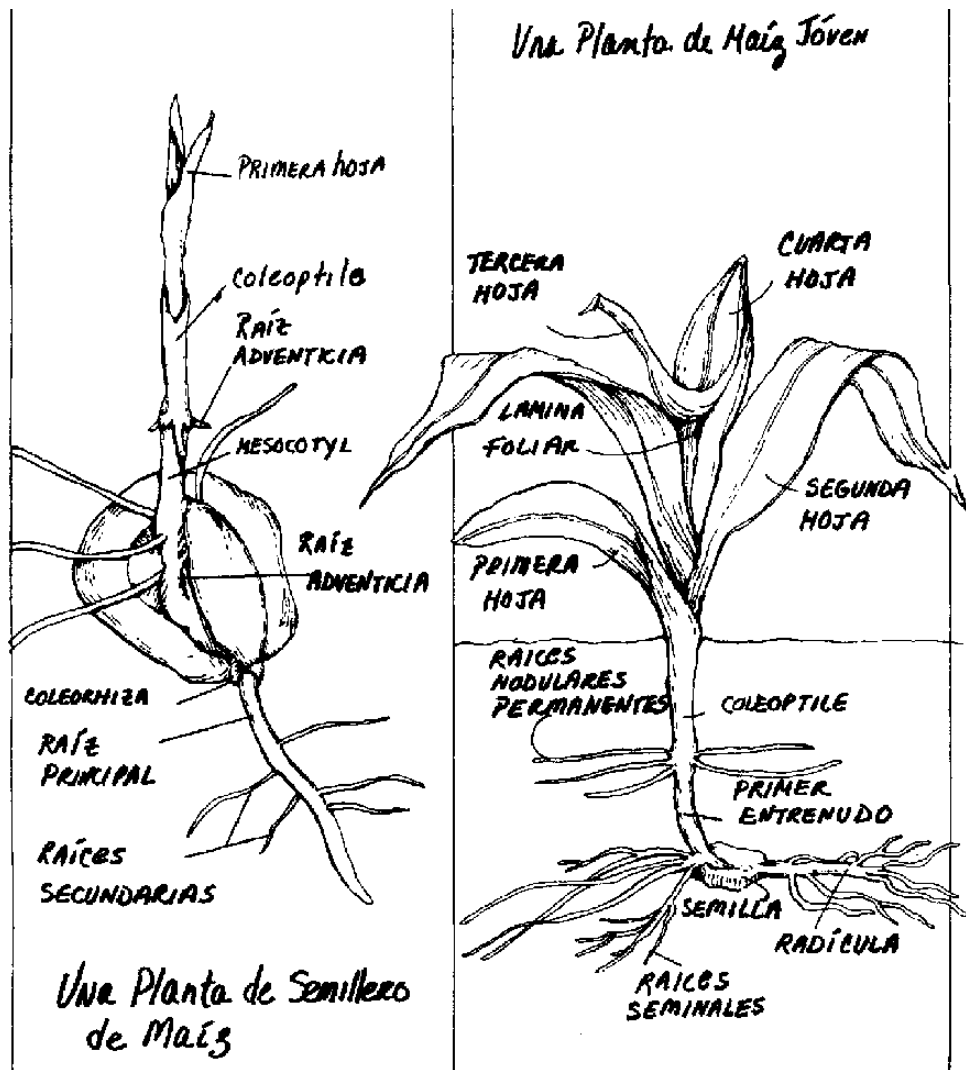 PRIMERA hOJA
Coleoptile
RAÍZ
ADVENTICIA
MESOCOTYL
RAÍZ
ADVENTICIA
COLEORHIZA
RAÍZ
PRINCIPAL
RAÍCES
SECUNDARIAS
Una Planta de Semillero
de Maíz
Una Planta de Maíz Jóven
TERCERA
HOJA
CUARTA
HOJA
LAMINA
FOLIAR
SEGUNDA
HOJA
PRIMERA
HOJA
RAICES
NODULARES
PERMANENTES
COLEOPTILE
PRIMER
ENTRENUDO
SEMILLA
RADÍCULA
RAICES
SEMINALES